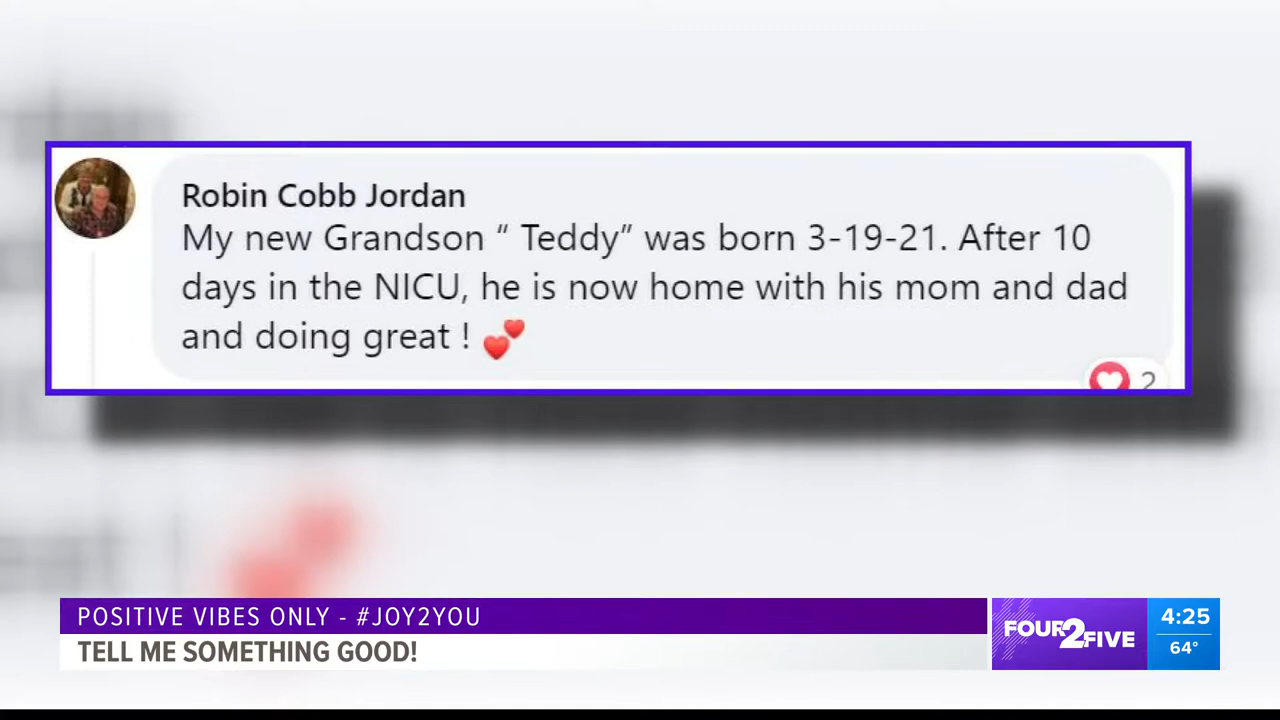 Robin Cobb Jordan
My new Grandson “ Teddy” was born 3-19-21. After 10
days in the NICU, he is now home with his mom and dad
and doing great ! 💕
2
POSITIVE VIBES ONLY - #JOY2YOU
TELL ME SOMETHING GOOD!
FOUR2FIVE
4:25
64°